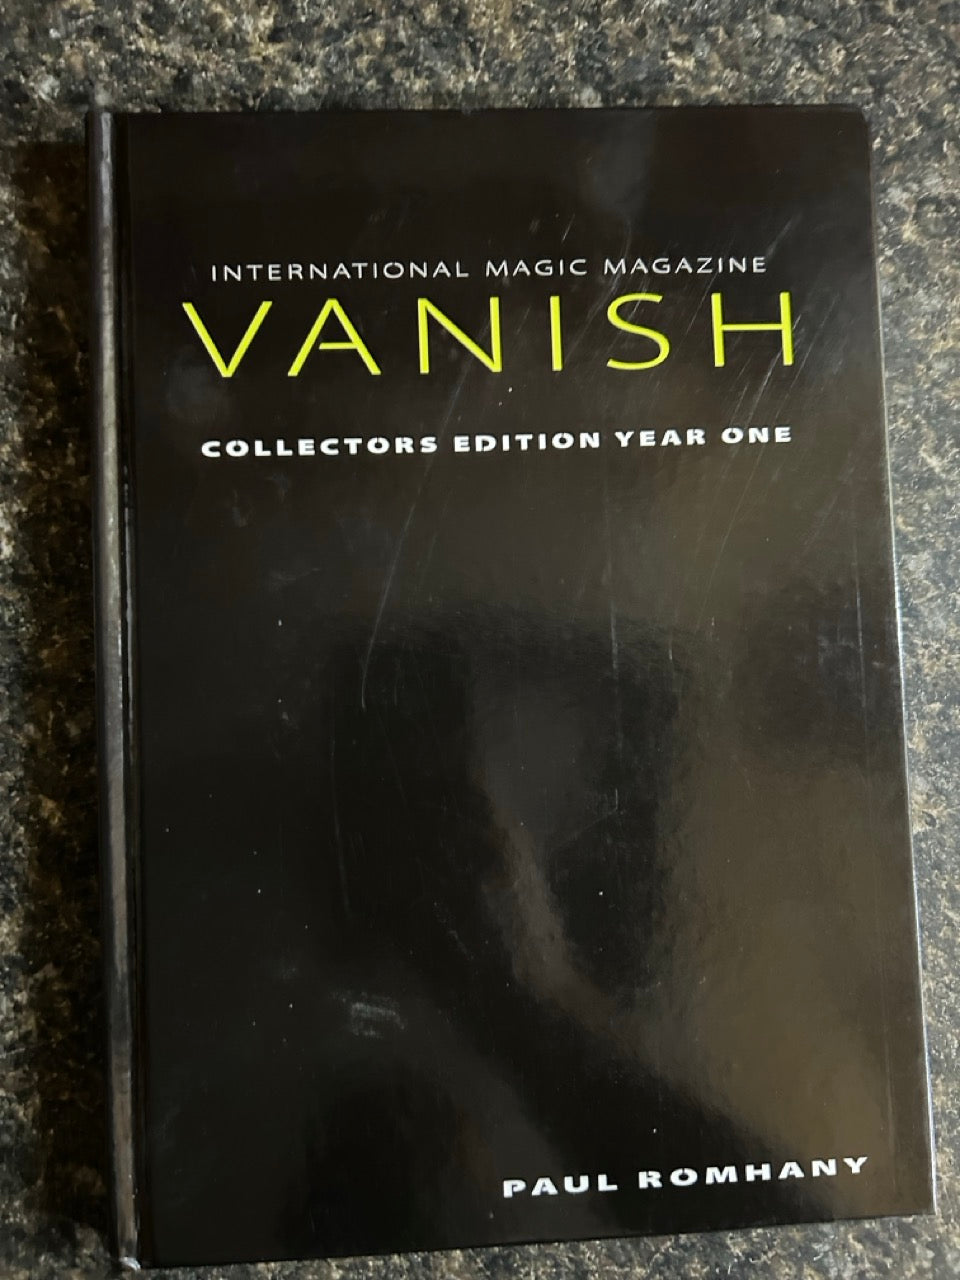 INTERNATIONAL MAGIC MAGAZINE
VANISH
COLLECTORS EDITION YEAR ONE
PAUL ROMHANY